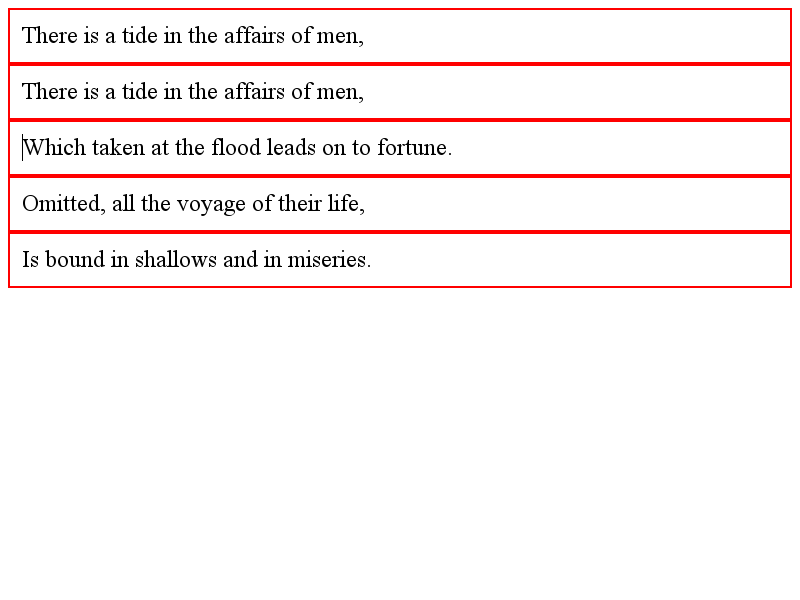 There is a tide in the affairs of men,
There is a tide in the affairs of men,
Which taken at the flood leads on to fortune.
Omitted, all the voyage of their life,
Is bound in shallows and in miseries.